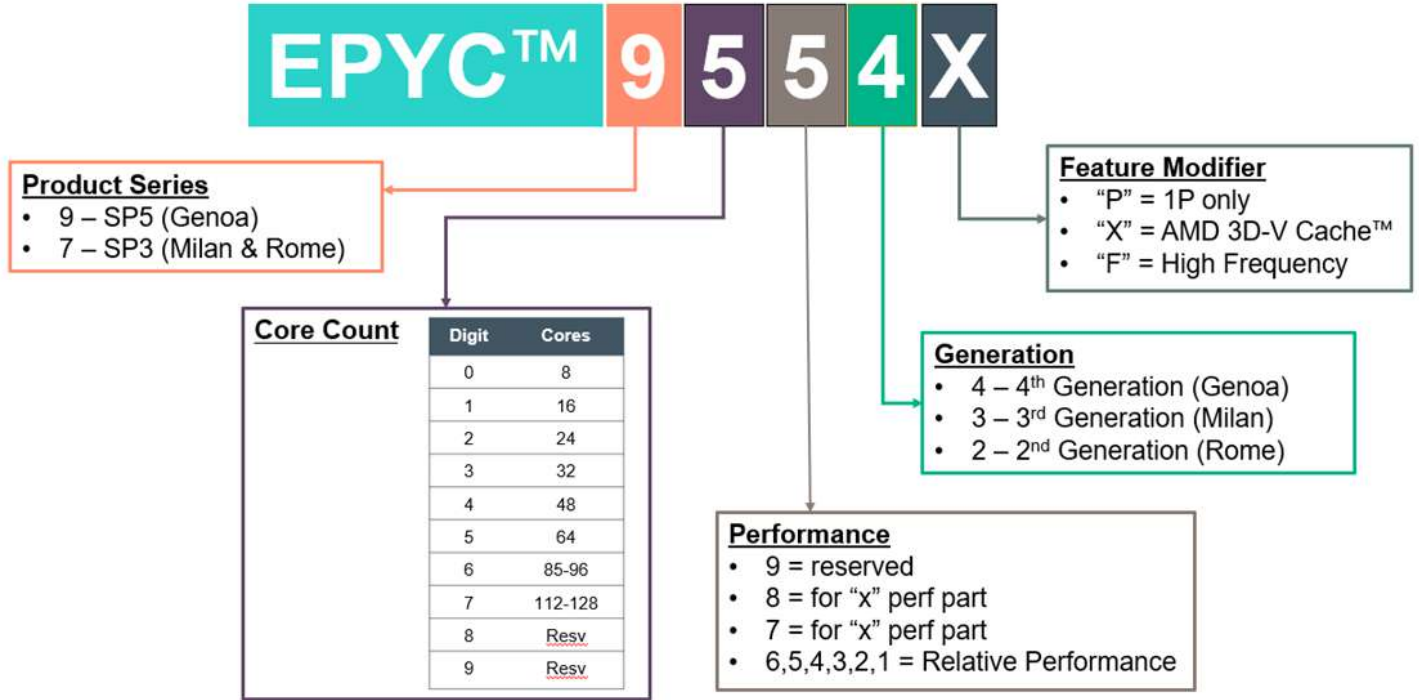 EPYC™ 9 5 5 4 X
Product Series
• 9 – SP5 (Genoa)
• 7 – SP3 (Milan & Rome)
Feature Modifier
• “P” = 1P only
• “X” = AMD 3D-V Cache™
• “F” = High Frequency
Core Count
Digit Cores
0 8
1 16
2 24
3 32
4 48
5 64
6 85-96
7 112-128
8 Resv
9 Resv
Generation
• 4 – 4th Generation (Genoa)
• 3 – 3rd Generation (Milan)
• 2 – 2nd Generation (Rome)
Performance
• 9 = reserved
• 8 = for “x” perf part
• 7 = for “x” perf part
• 6,5,4,3,2,1 = Relative Performance